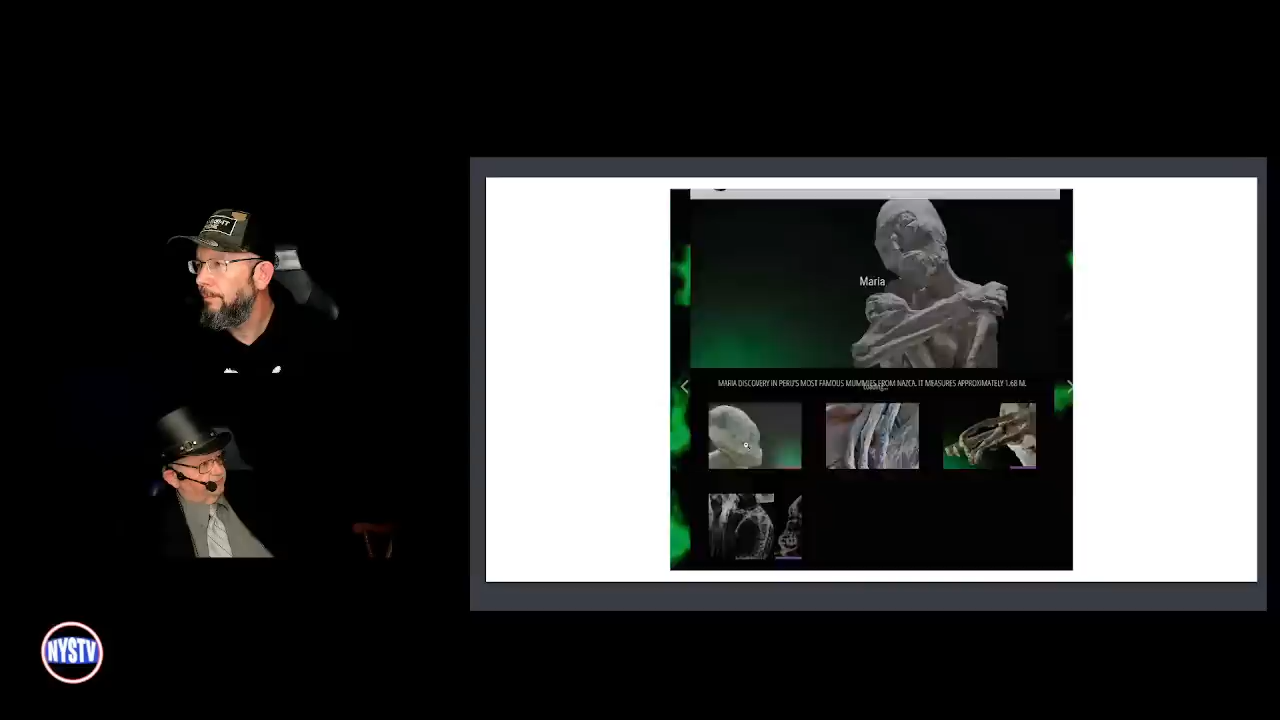 Maria
MARIA DISCOVERY IN PERU'S MOST FAMOUS MUMMIES FROM NAZCA. IT MEASURES APPROXIMATELY 1.68 M.
NYSTV